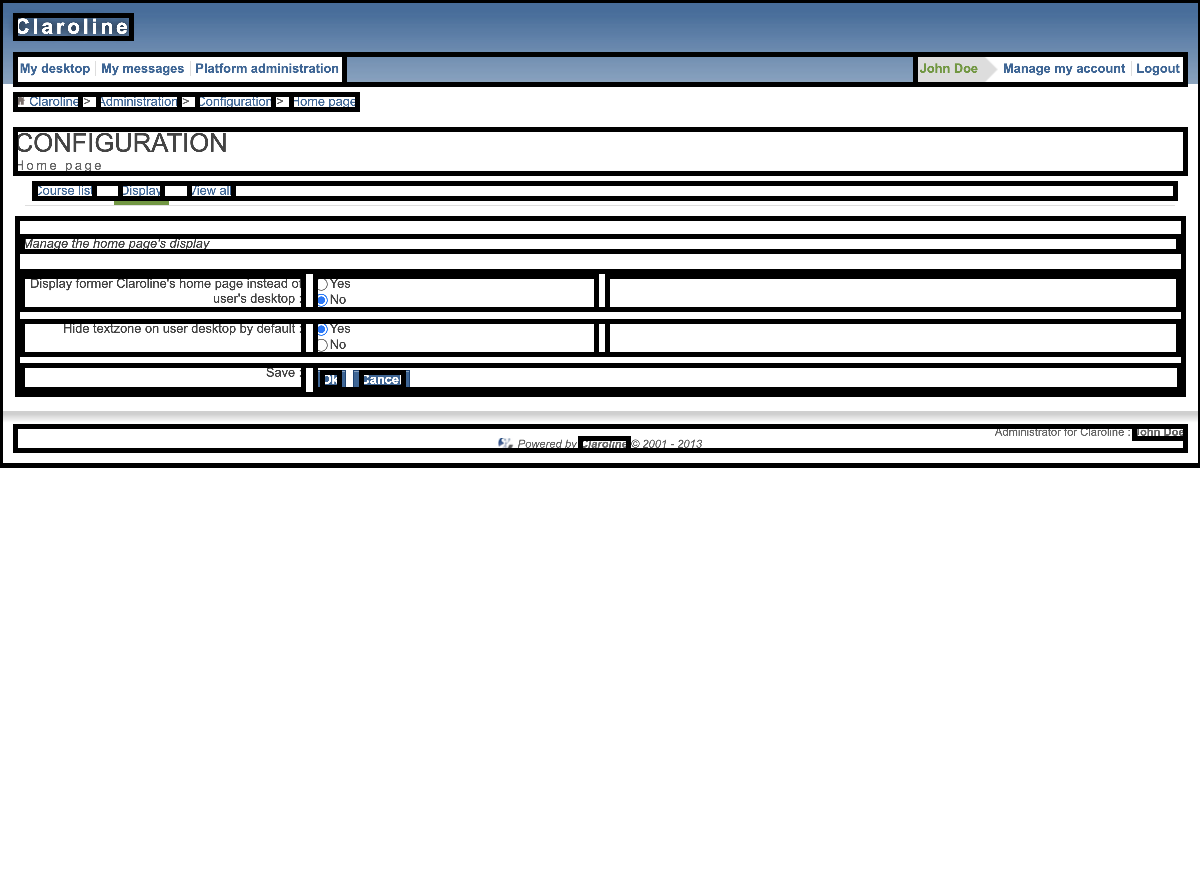 Claroline
My desktop My messages Platform administration John Doe Manage my account Logout
Claroline > Administration > Configuration > Home page
CONFIGURATION
Home page
Course list Display View all
Manage the home page's display
Display former Claroline's home page instead of user's desktop : Yes
No
Hide textzone on user desktop by default : Yes
No
Save : Ok Cancel
Administrator for Claroline : John Doe
Powered by Claroline © 2001 - 2013